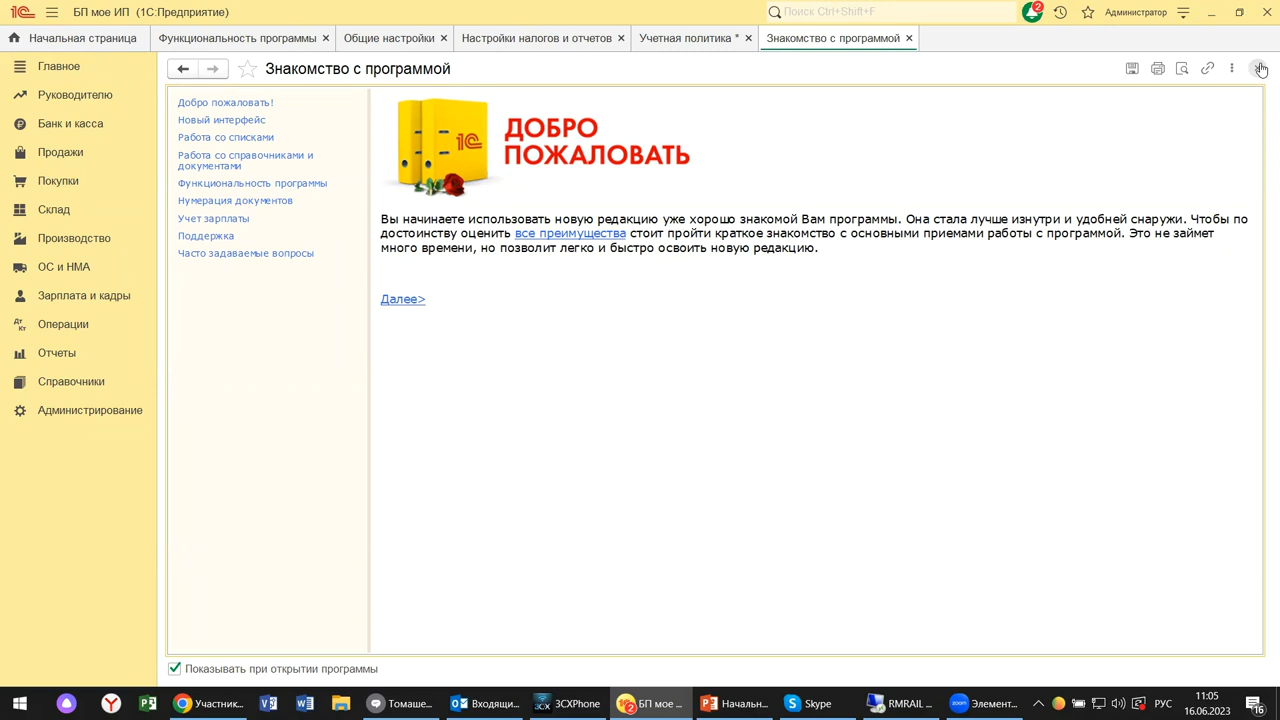 БП мое ИП (1С:Предприятие)
Поиск Ctrl+Shift+F
2
Администратор
Начальная страница
Функциональность программы
Общие настройки
Настройки налогов и отчетов
Учетная политика *
Знакомство с программой
Главное
Руководителю
Банк и касса
Продажи
Покупки
Склад
Производство
ОС и НМА
Зарплата и кадры
Дт Кт
Операции
Отчеты
Справочники
Администрирование
Знакомство с программой
Добро пожаловать!
Новый интерфейс
Работа со списками
Работа со справочниками и
документами
Функциональность программы
Нумерация документов
Учет зарплаты
Поддержка
Часто задаваемые вопросы
1С
ДОБРО
ПОЖАЛОВАТЬ
Вы начинаете использовать новую редакцию уже хорошо знакомой Вам программы. Она стала лучше изнутри и удобней снаружи. Чтобы по
достоинству оценить все преимущества стоит пройти краткое знакомство с основными приемами работы с программой. Это не займет
много времени, но позволит легко и быстро освоить новую редакцию.
Далее>
Показывать при открытии программы
Участник...
Томаше...
Входящи...
3CXPhone
БП мое ...
Начальн...
Skype
RMRAIL ...
Элемент...
РУС
11:05
16.06.2023
16